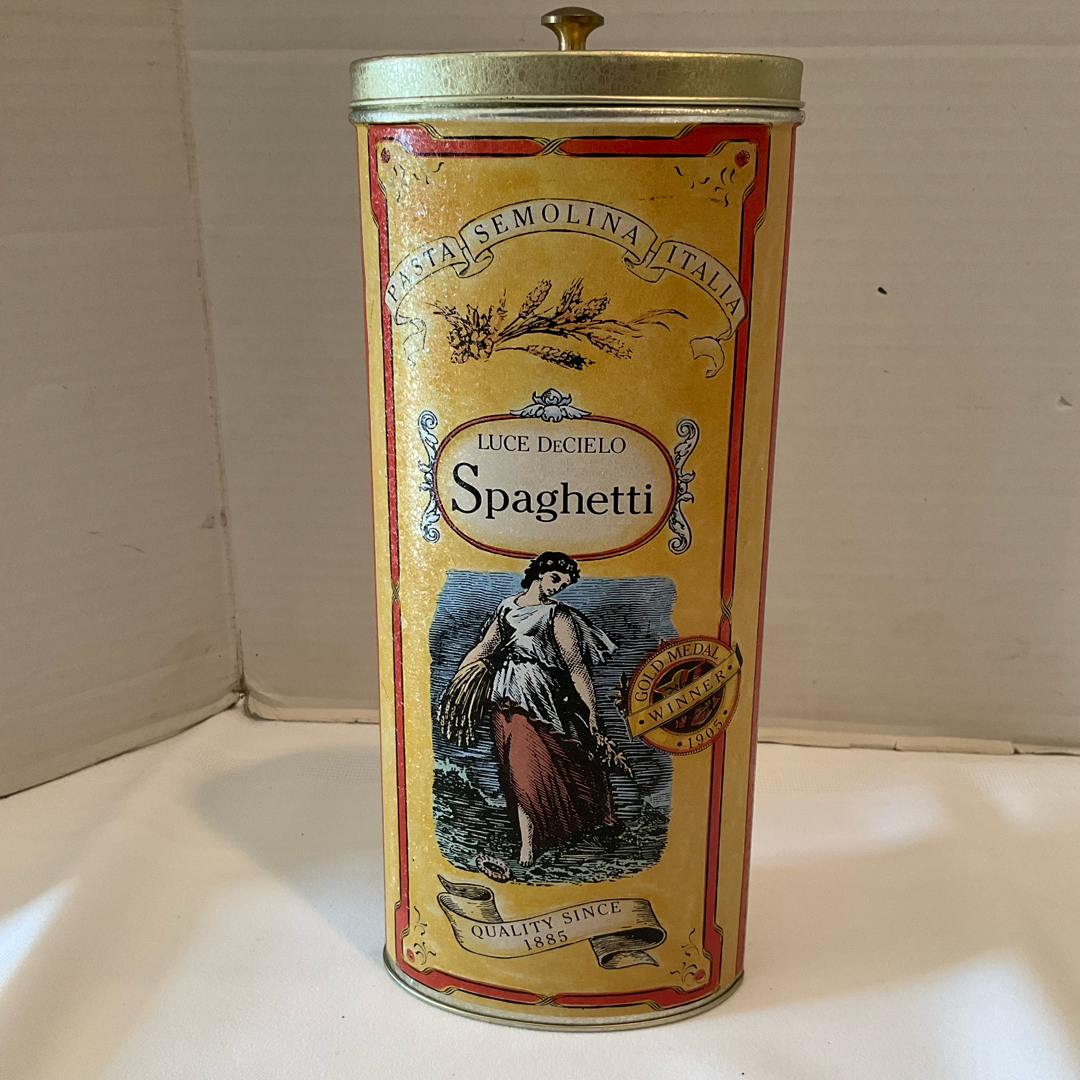 PASTA SEMOLINA ITALIA
LUCE DECIELO
Spaghetti
GOLD MEDAL
WINNER
1905
QUALITY SINCE
1885